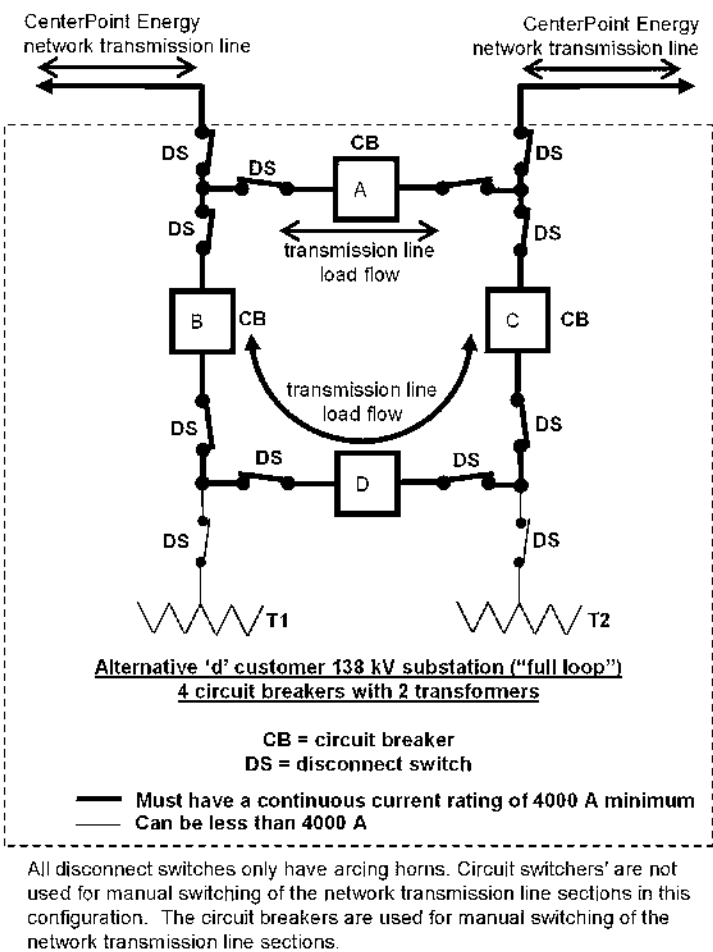 CenterPoint Energy
network transmission line
CenterPoint Energy
network transmission line
DS
DS
CB
A
DS
DS
DS
transmission line
load flow
B
CB
C
CB
transmission line
load flow
DS
DS
DS
D
DS
DS
DS
T1
T2
Alternative ‘d’ customer 138 kV substation (“full loop”)
4 circuit breakers with 2 transformers
CB = circuit breaker
DS = disconnect switch
Must have a continuous current rating of 4000 A minimum
Can be less than 4000 A
All disconnect switches only have arcing horns. Circuit switchers’ are not
used for manual switching of the network transmission line sections in this
configuration. The circuit breakers are used for manual switching of the
network transmission line sections.